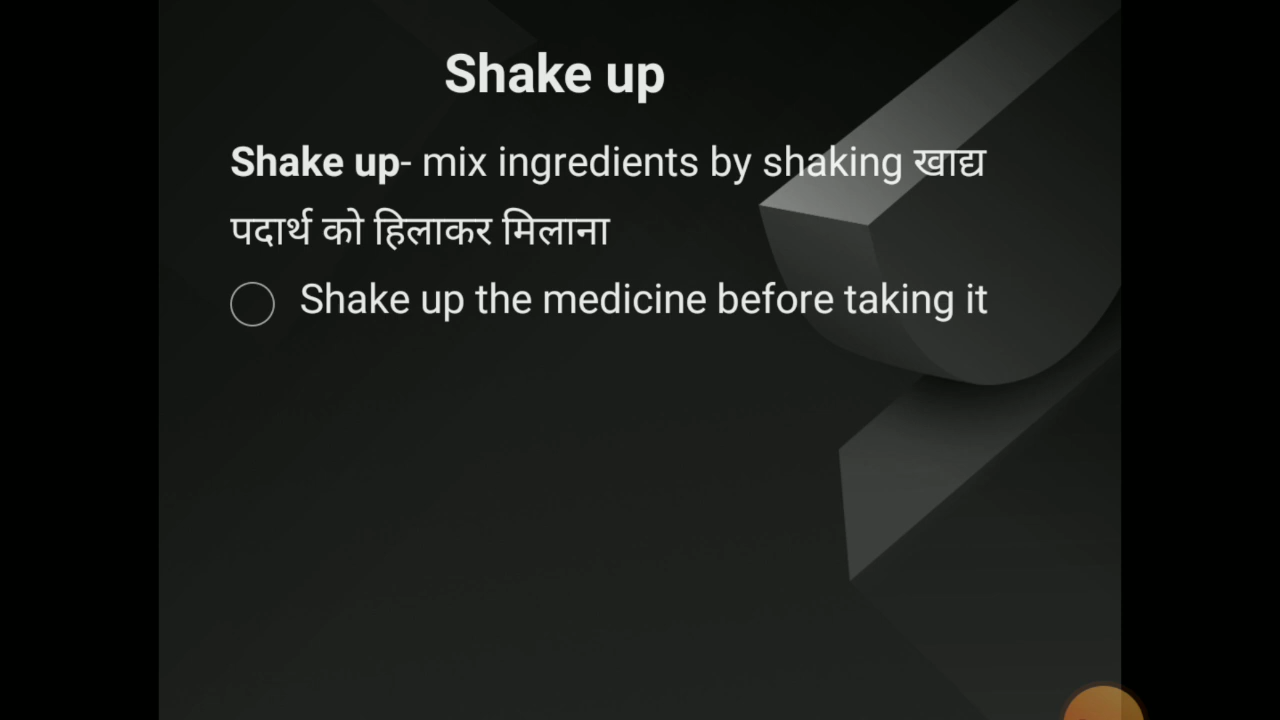 Shake up
Shake up- mix ingredients by shaking खाद्य
पदार्थ को हिलाकर मिलाना
Shake up the medicine before taking it